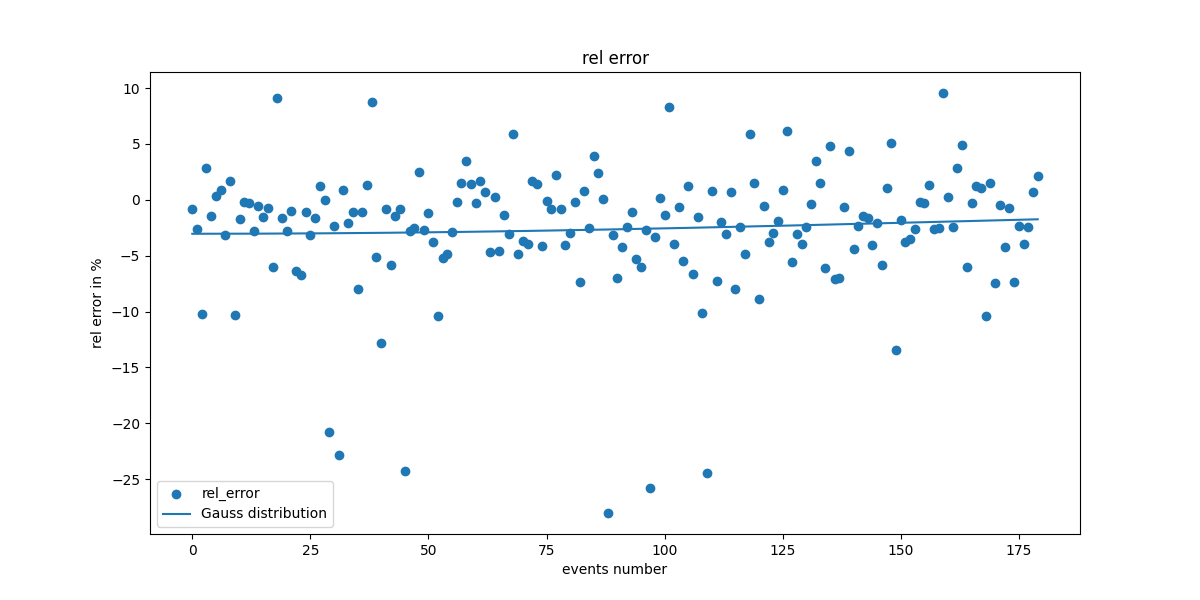 rel error
rel error in %
10
5
0
−5
−10
−15
−20
−25
rel_error
Gauss distribution
0 25 50 75 100 125 150 175
events number